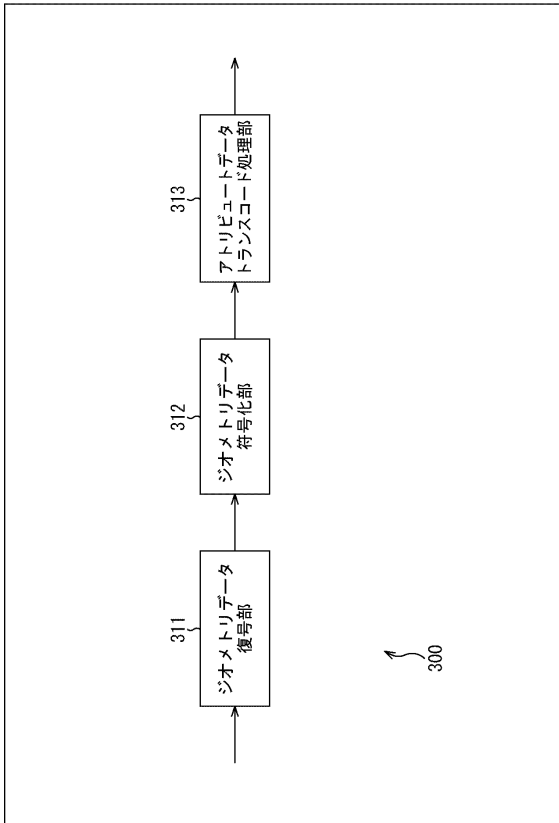 311
ジオメトリデータ
復号部
312
ジオメトリデータ
符号化部
313
アトリビュートデータ
トランスコード処理部
300